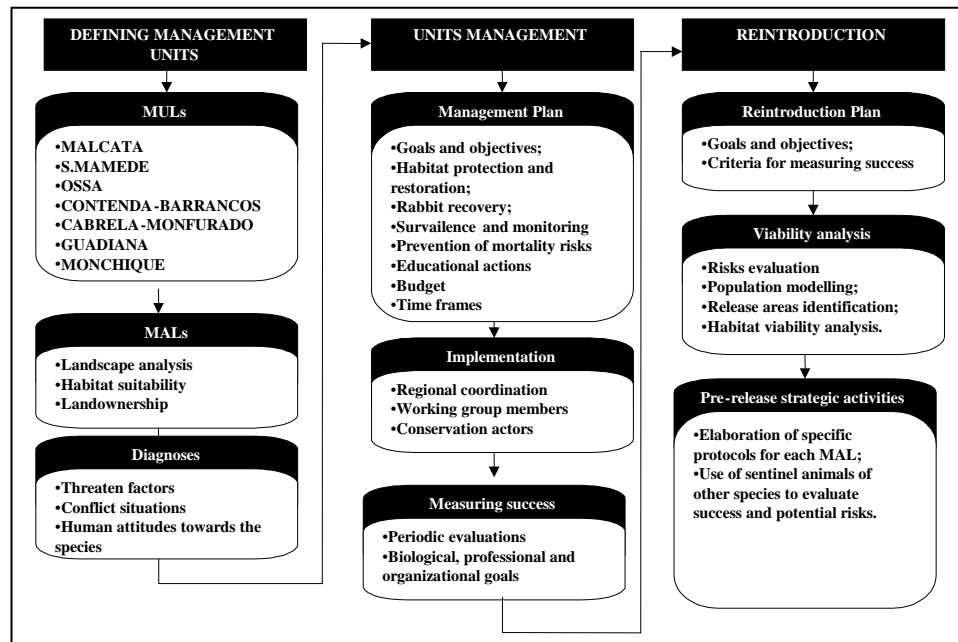 DEFINING MANAGEMENT
UNITS
MULs
•MALCATA
•S.MAMEDE
•OSSA
•CONTENDA-BARRANCOS
•CABRELA-MONFURADO
•GUADIANA
•MONCHIQUE
MALs
•Landscape analysis
•Habitat suitability
•Landownership
Diagnoses
•Threaten factors
•Conflict situations
•Human attitudes towards the
species
UNITS MANAGEMENT
Management Plan
•Goals and objectives;
•Habitat protection and
restoration;
•Rabbit recovery;
•Survailence and monitoring
•Prevention of mortality risks
•Educational actions
•Budget
•Time frames
Implementation
•Regional coordination
•Working group members
•Conservation actors
Measuring success
•Periodic evaluations
•Biological, professional and
organizational goals
REINTRODUCTION
Reintroduction Plan
•Goals and objectives;
•Criteria for measuring success
Viability analysis
•Risks evaluation
•Population modelling;
•Release areas identification;
•Habitat viability analysis.
Pre-release strategic activities
•Elaboration of specific
protocols for each MAL;
•Use of sentinel animals of
other species to evaluate
success and potential risks.